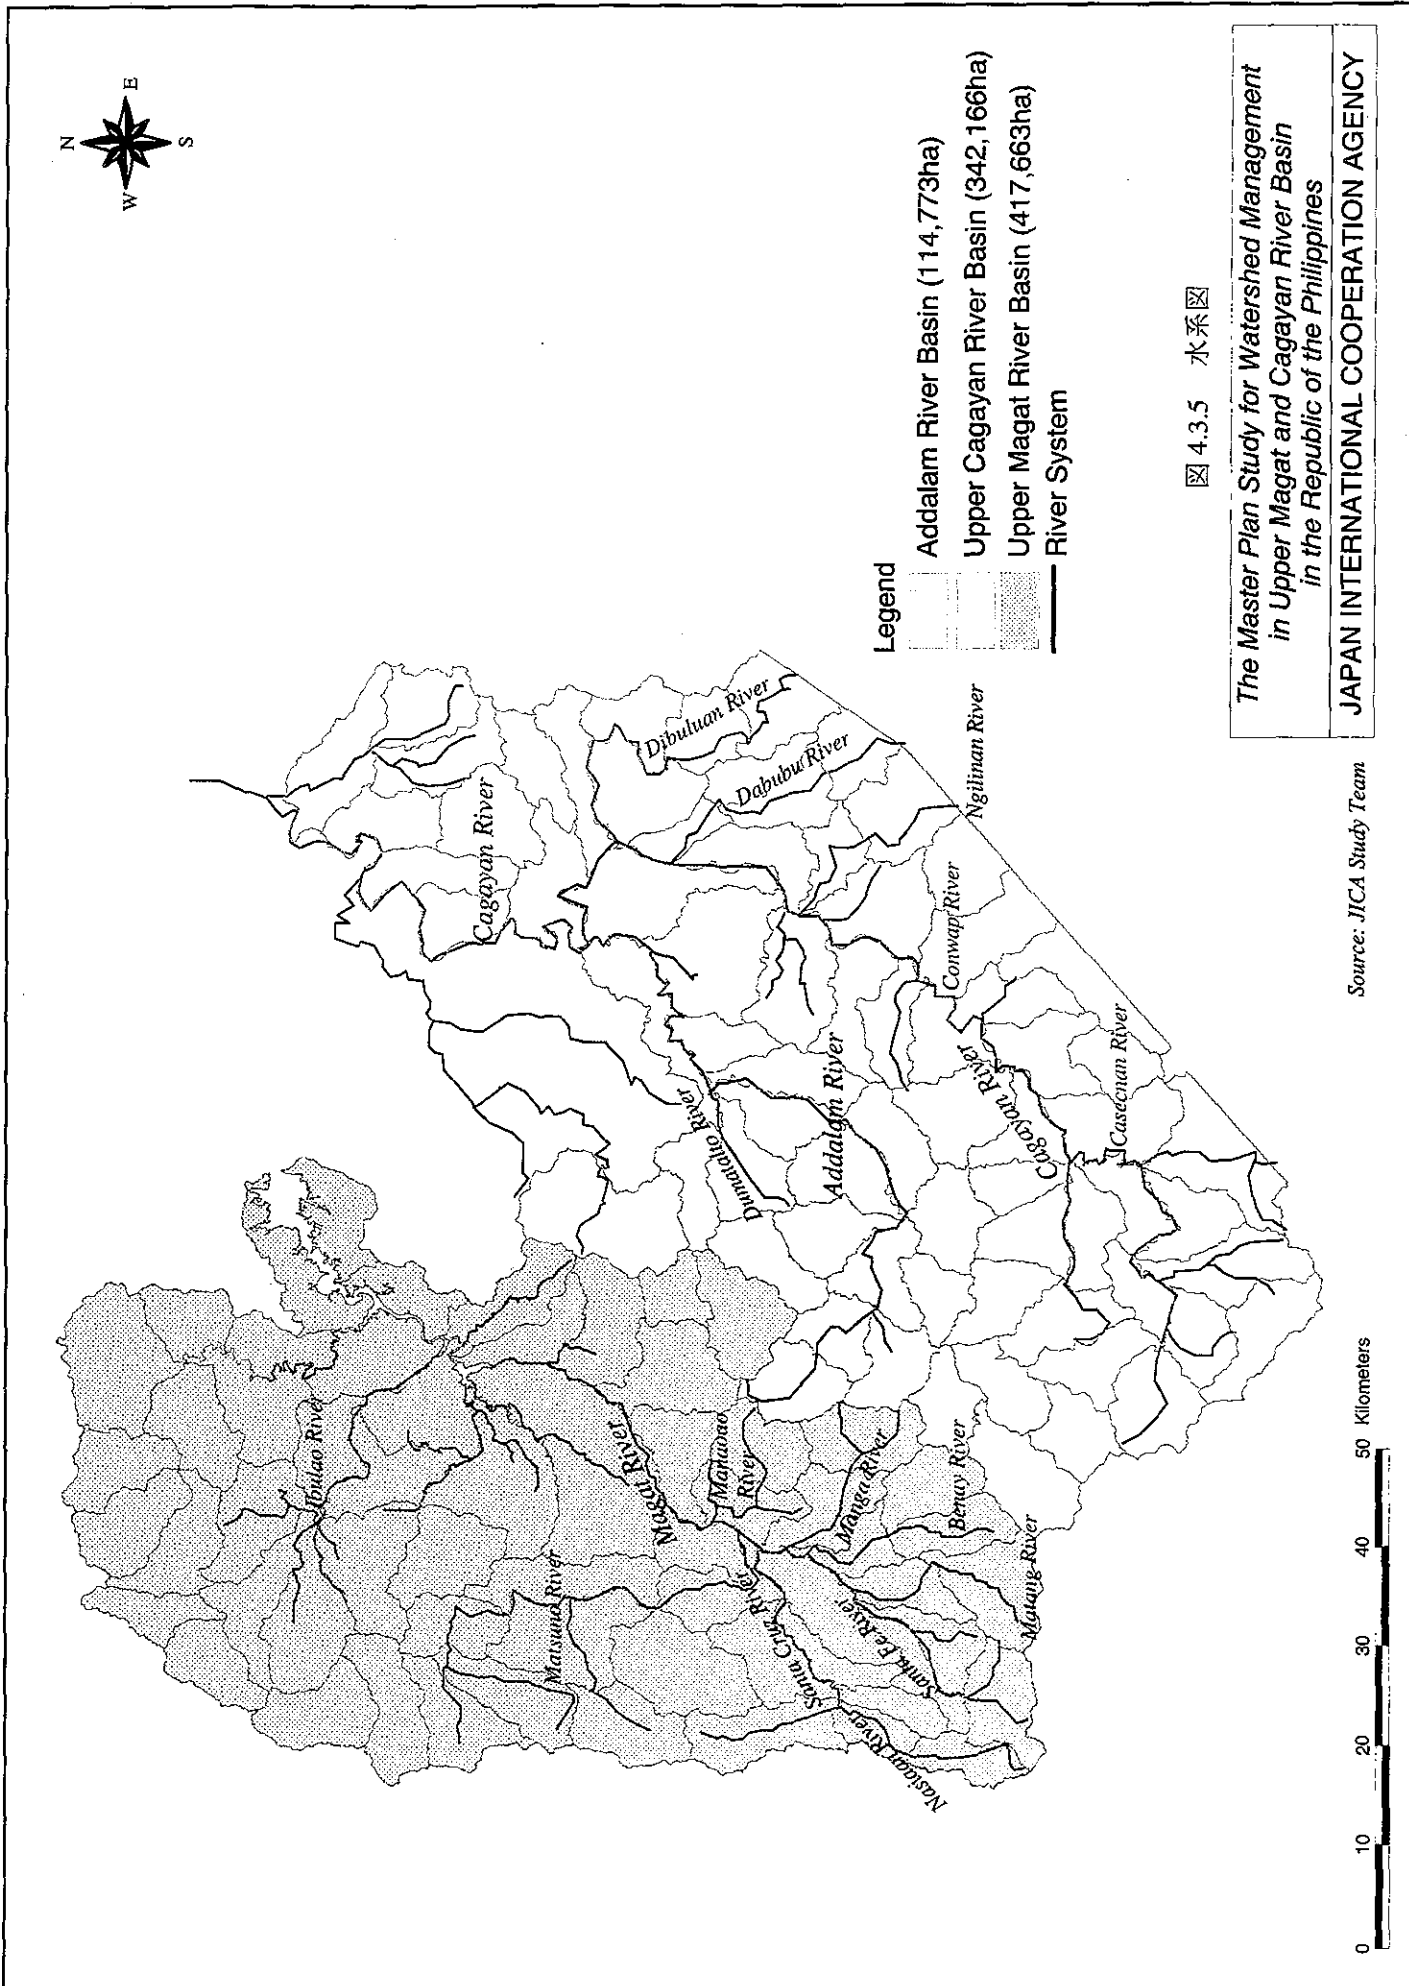 N
W
E
S
Ibulao River
Matsuno River
Magat River
Manaoao
River
Manga River
Benay River
Matang River
Santa Cruz River
Santa Fe River
Cagayan River
Dibuluan River
Dabubu River
Ngilinan River
Conwap River
Addalam River
Cagayan River
Casecnan River
Legend
Addalam River Basin (114,773ha)
Upper Cagayan River Basin (342,166ha)
Upper Magat River Basin (417,663ha)
River System
0 10 20 30 40 50 Kilometers
図 4.3.5 水系図
The Master Plan Study for Watershed Management
in Upper Magat and Cagayan River Basin
in the Republic of the Philippines
JAPAN INTERNATIONAL COOPERATION AGENCY
Source: JICA Study Team